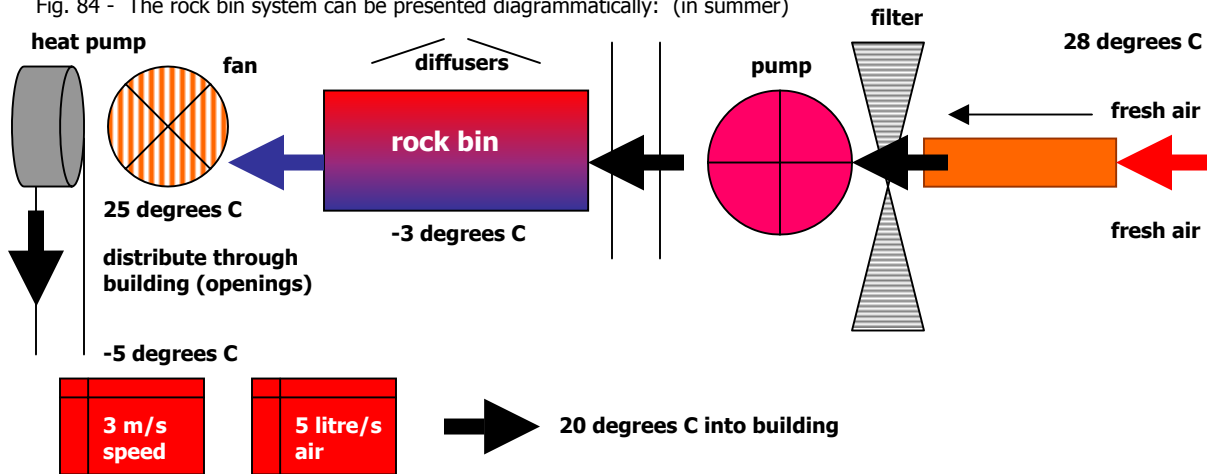 Fig. 84 - The rock bin system can be presented diagrammatically: (in summer)
filter
heat pump
28 degrees C
fan
diffusers
pump
fresh air
rock bin
25 degrees C
-3 degrees C
fresh air
distribute through
building (openings)
-5 degrees C
3 m/s
speed
5 litre/s
air
20 degrees C into building